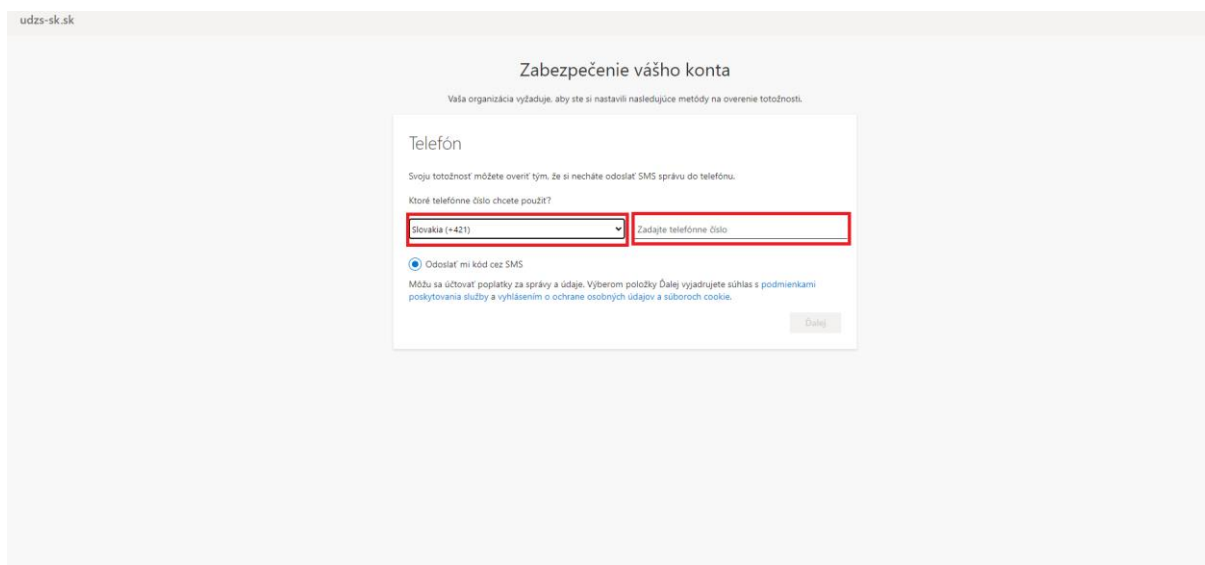 udzs-sk.sk
Zabezpečenie vášho konta
Vaša organizácia vyžaduje, aby ste si nastavili nasledujúce metódy na overenie totožnosti.
Telefón
Svoju totožnosť môžete overiť tým, že si necháte odoslať SMS správu do telefónu.
Ktoré telefónne číslo chcete použiť?
Slovakia (+421) Zadajte telefónne číslo
Odoslať mi kód cez SMS
Môžu sa účtovať poplatky za správy a údaje. Výberom položky Ďalej vyjadrujete súhlas s podmienkami
poskytovania služby a vyhlásením o ochrane osobných údajov a súboroch cookie.
Ďalej